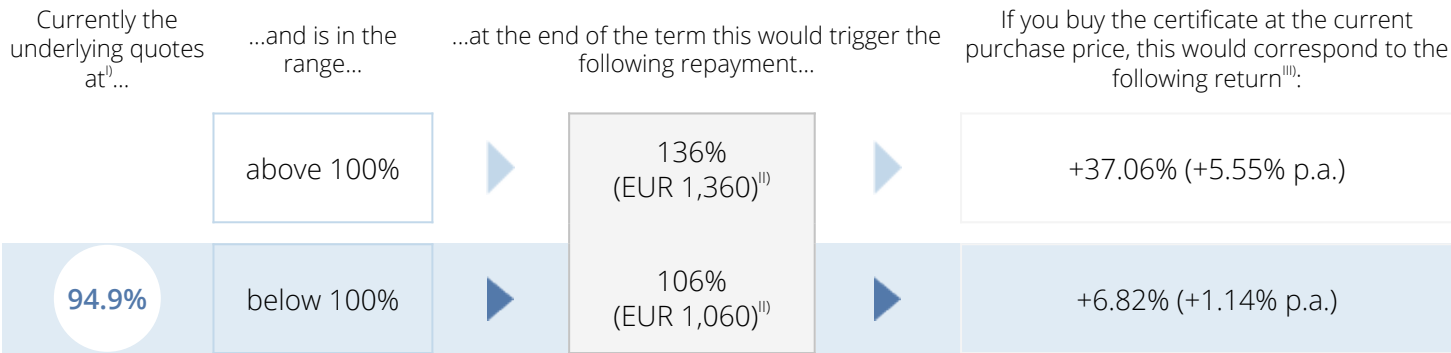 Currently the
underlying quotes
at^I)...
...and is in the
range...
...at the end of the term this would trigger the
following repayment...
If you buy the certificate at the current
purchase price, this would correspond to the
following return^III):
above 100%
136%
(EUR 1,360)^II)
+37.06% (+5.55% p.a.)
94.9%
below 100%
106%
(EUR 1,060)^II)
+6.82% (+1.14% p.a.)